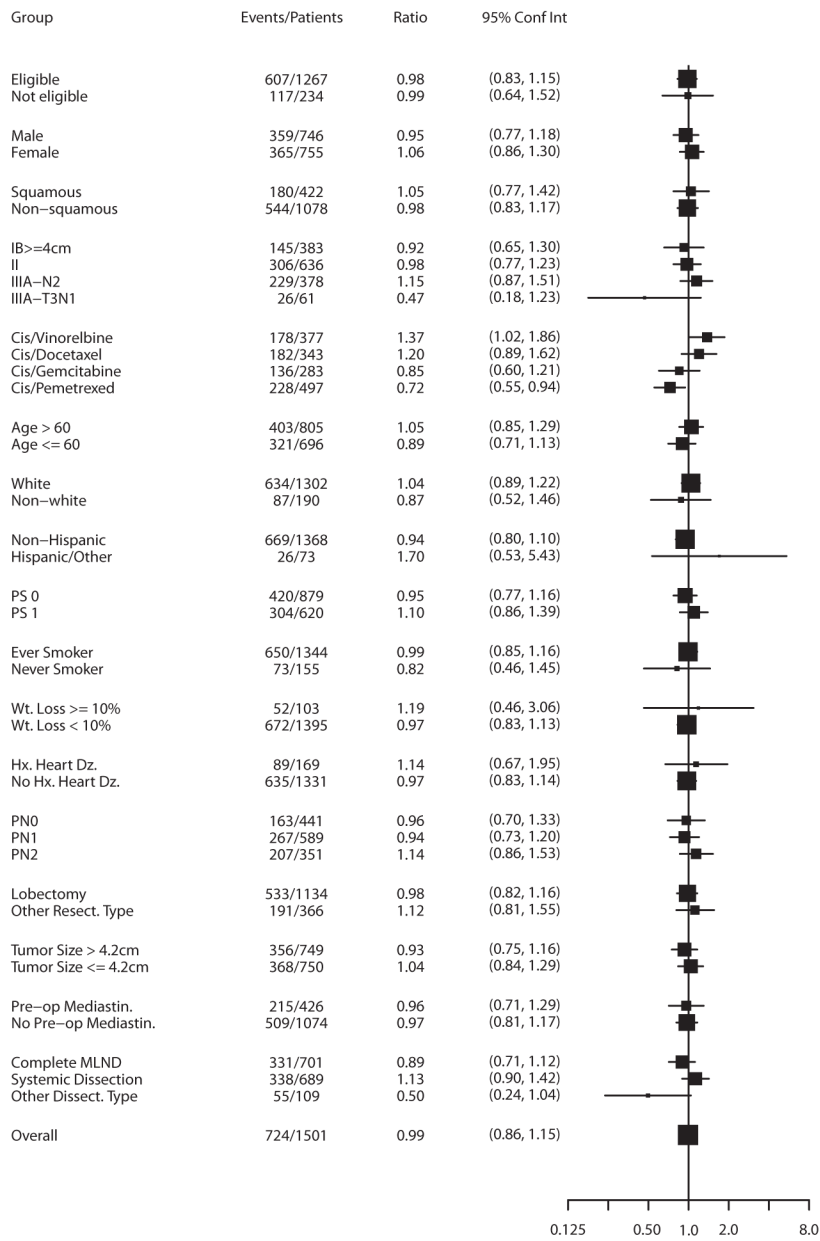 Group Events/Patients Ratio 95% Conf Int
Eligible 607/1267 0.98 (0.83, 1.15)
Not eligible 117/234 0.99 (0.64, 1.52)
Male 359/746 0.95 (0.77, 1.18)
Female 365/755 1.06 (0.86, 1.30)
Squamous 180/422 1.05 (0.77, 1.42)
Non−squamous 544/1078 0.98 (0.83, 1.17)
IB>=4cm 145/383 0.92 (0.65, 1.30)
II 306/636 0.98 (0.77, 1.23)
IIIA−N2 229/378 1.15 (0.87, 1.51)
IIIA−T3N1 26/61 0.47 (0.18, 1.23)
Cis/Vinorelbine 178/377 1.37 (1.02, 1.86)
Cis/Docetaxel 182/343 1.20 (0.89, 1.62)
Cis/Gemcitabine 136/283 0.85 (0.60, 1.21)
Cis/Pemetrexed 228/497 0.72 (0.55, 0.94)
Age > 60 403/805 1.05 (0.85, 1.29)
Age <= 60 321/696 0.89 (0.71, 1.13)
White 634/1302 1.04 (0.89, 1.22)
Non−white 87/190 0.87 (0.52, 1.46)
Non−Hispanic 669/1368 0.94 (0.80, 1.10)
Hispanic/Other 26/73 1.70 (0.53, 5.43)
PS 0 420/879 0.95 (0.77, 1.16)
PS 1 304/620 1.10 (0.86, 1.39)
Ever Smoker 650/1344 0.99 (0.85, 1.16)
Never Smoker 73/155 0.82 (0.46, 1.45)
Wt. Loss >= 10% 52/103 1.19 (0.46, 3.06)
Wt. Loss < 10% 672/1395 0.97 (0.83, 1.13)
Hx. Heart Dz. 89/169 1.14 (0.67, 1.95)
No Hx. Heart Dz. 635/1331 0.97 (0.83, 1.14)
PN0 163/441 0.96 (0.70, 1.33)
PN1 267/589 0.94 (0.73, 1.20)
PN2 207/351 1.14 (0.86, 1.53)
Lobectomy 533/1134 0.98 (0.82, 1.16)
Other Resect. Type 191/366 1.12 (0.81, 1.55)
Tumor Size > 4.2cm 356/749 0.93 (0.75, 1.16)
Tumor Size <= 4.2cm 368/750 1.04 (0.84, 1.29)
Pre−op Mediastin. 215/426 0.96 (0.71, 1.29)
No Pre−op Mediastin. 509/1074 0.97 (0.81, 1.17)
Complete MLND 331/701 0.89 (0.71, 1.12)
Systemic Dissection 338/689 1.13 (0.90, 1.42)
Other Dissect. Type 55/109 0.50 (0.24, 1.04)
Overall 724/1501 0.99 (0.86, 1.15)
0.125 0.50 1.0 2.0 8.0